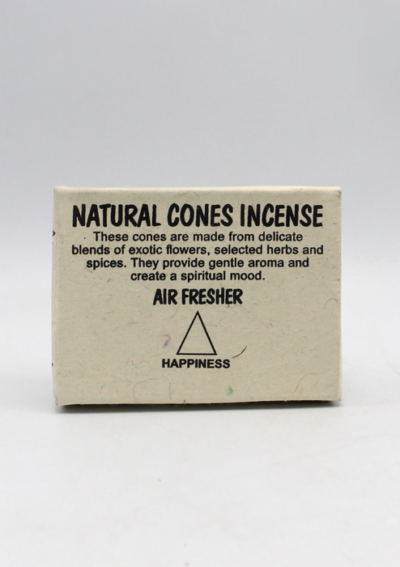 NATURAL CONES INCENSE
These cones are made from delicate
blends of exotic flowers, selected herbs and
spices. They provide gentle aroma and
create a spiritual mood.
AIR FRESHER
HAPPINESS